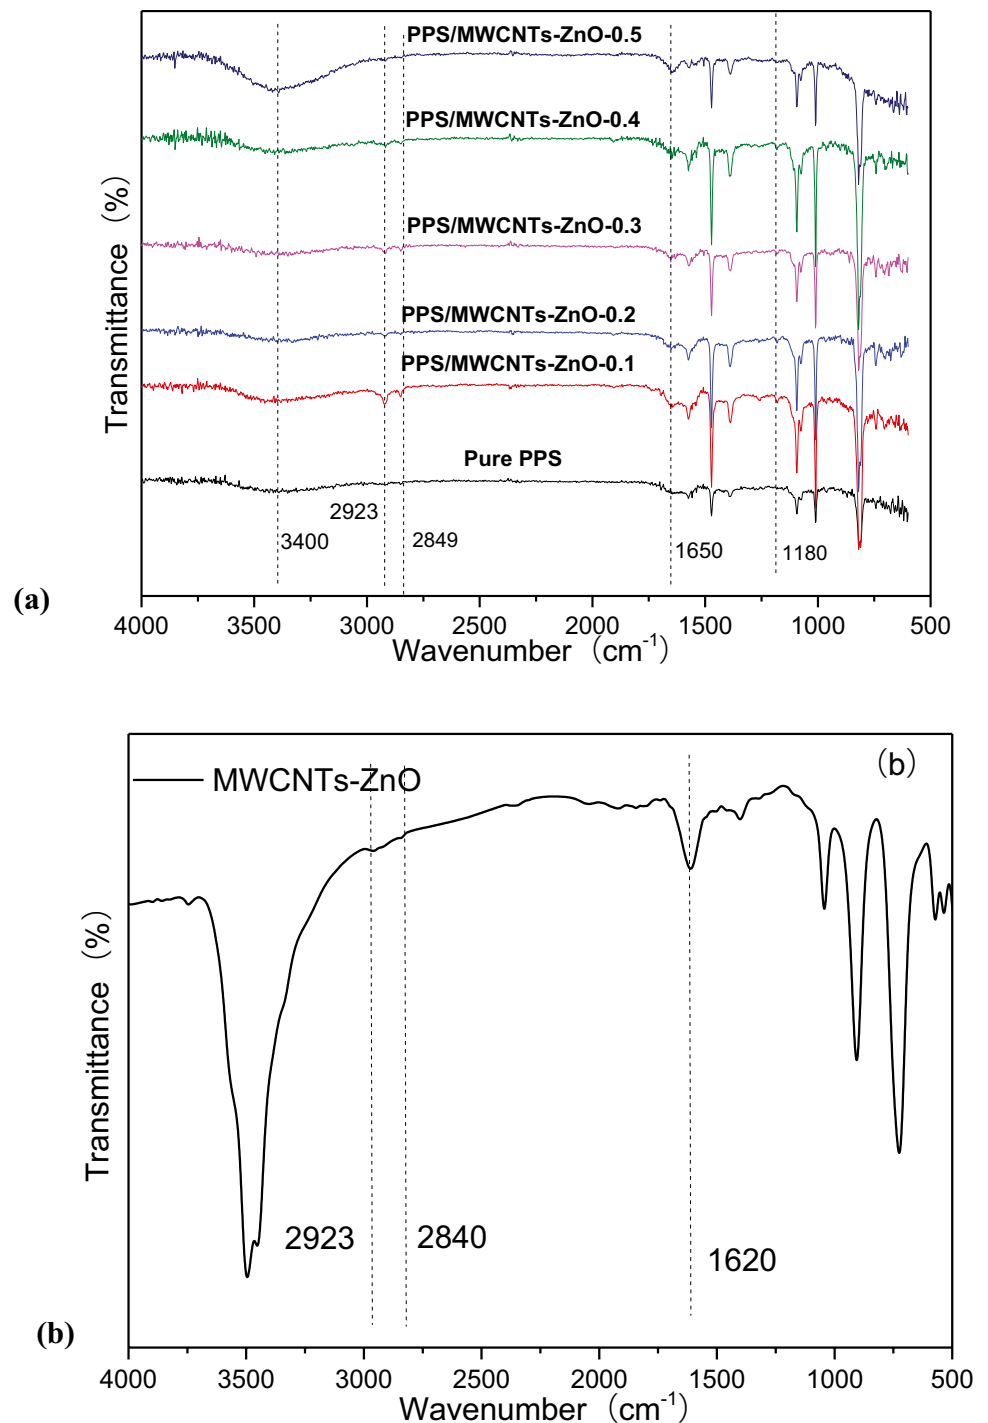 PPS/MWCNTs-ZnO-0.5
PPS/MWCNTs-ZnO-0.4
PPS/MWCNTs-ZnO-0.3
PPS/MWCNTs-ZnO-0.2
PPS/MWCNTs-ZnO-0.1
Pure PPS
2923
3400
2849
1650
1180
Transmittance (%)
(a)
4000 3500 3000 2500 2000 1500 1000 500
Wavenumber (cm-1)
(b)
MWCNTs-ZnO
2923
2840
1620
Transmittance (%)
(b)
4000 3500 3000 2500 2000 1500 1000 500
Wavenumber (cm-1)